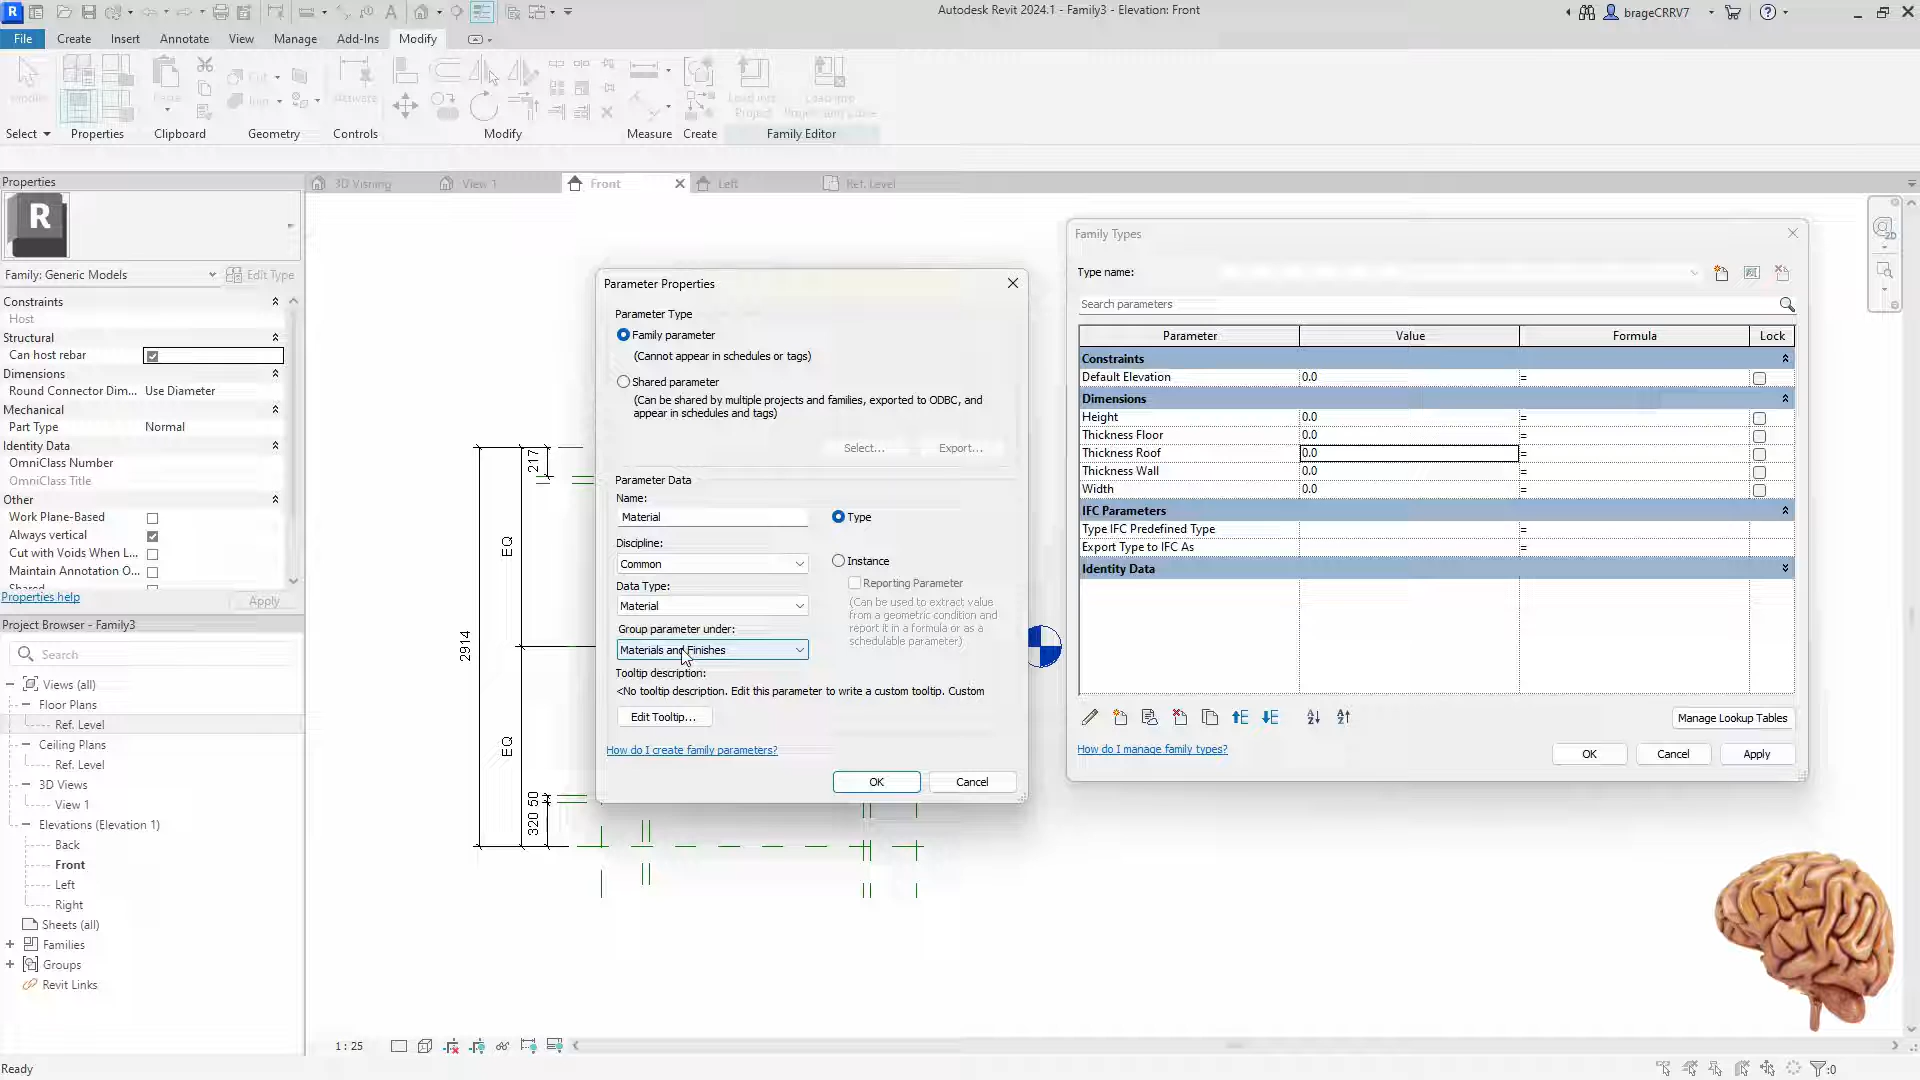 Autodesk Revit 2024.1 - Family3 - Elevation: Front
brageCRRV7
File
Create
Insert
Annotate
View
Manage
Add-Ins
Modify
Modify
Paste
Cut
Join
Activate
Load into
Project
Load into
Project and Close
Select
Properties
Clipboard
Geometry
Controls
Modify
Measure
Create
Family Editor
Properties
3D Visning
View 1
Front
Left
Ref. Level
R
Family: Generic Models
Edit Type
Constraints
Host
Structural
Can host rebar
Dimensions
Round Connector Dim... Use Diameter
Mechanical
Part Type Normal
Identity Data
OmniClass Number
OmniClass Title
Other
Work Plane-Based
Always vertical
Cut with Voids When L...
Maintain Annotation O...
Shared
Properties help
Apply
Project Browser - Family3
Search
Views (all)
Floor Plans
Ref. Level
Ceiling Plans
Ref. Level
3D Views
View 1
Elevations (Elevation 1)
Back
Front
Left
Right
Sheets (all)
Families
Groups
Revit Links
217
EQ
2914
EQ
50
320
Parameter Properties
Parameter Type
Family parameter
(Cannot appear in schedules or tags)
Shared parameter
(Can be shared by multiple projects and families, exported to ODBC, and
appear in schedules and tags)
Select...
Export...
Parameter Data
Name:
Material
Type
Discipline:
Common
Instance
Data Type:
Reporting Parameter
Material
(Can be used to extract value
from a geometric condition and
report it in a formula or as a
schedulable parameter)
Group parameter under:
Materials and Finishes
Tooltip description:
<No tooltip description. Edit this parameter to write a custom tooltip. Custom
Edit Tooltip...
How do I create family parameters?
OK
Cancel
Family Types
Type name:
Search parameters
Parameter Value Formula Lock
Constraints
Default Elevation 0.0 =
Dimensions
Height 0.0 =
Thickness Floor 0.0 =
Thickness Roof 0.0 =
Thickness Wall 0.0 =
Width 0.0 =
IFC Parameters
Type IFC Predefined Type =
Export Type to IFC As =
Identity Data
Manage Lookup Tables
How do I manage family types?
OK
Cancel
Apply
1 : 25
Ready
:0